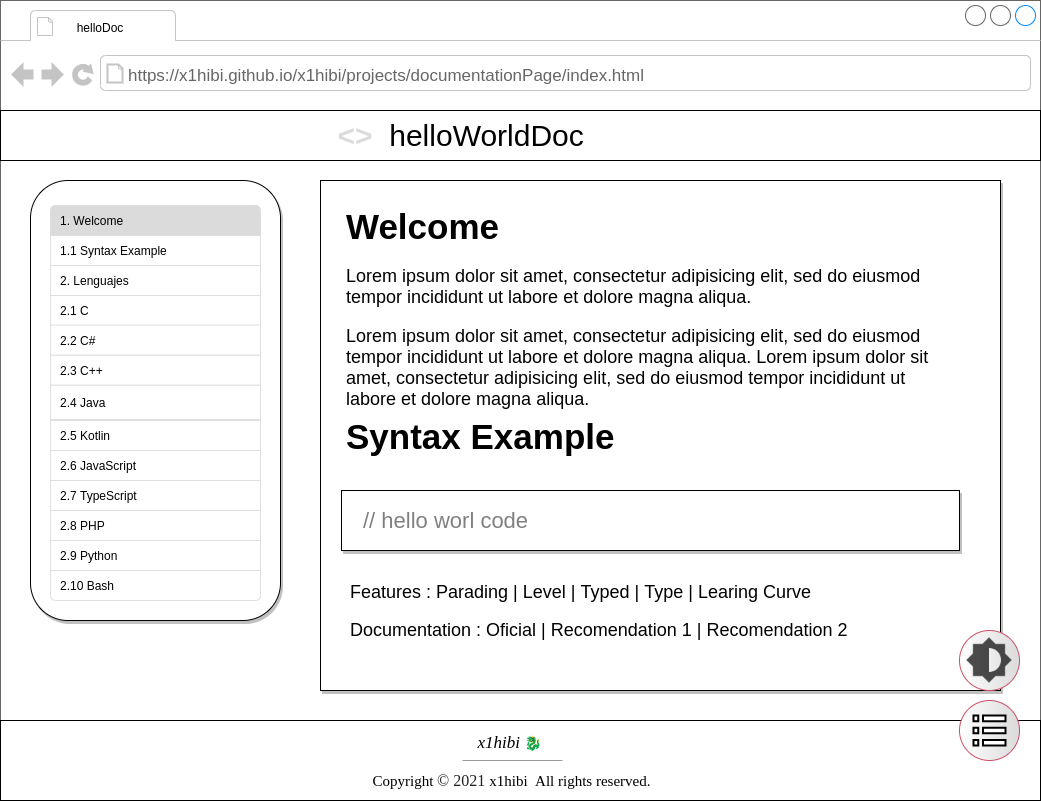 helloDoc
https://x1hibi.github.io/x1hibi/projects/documentationPage/index.html
<> helloWorldDoc
1. Welcome
1.1 Syntax Example
2. Lenguajes
2.1 C
2.2 C#
2.3 C++
2.4 Java
2.5 Kotlin
2.6 JavaScript
2.7 TypeScript
2.8 PHP
2.9 Python
2.10 Bash
Welcome
Lorem ipsum dolor sit amet, consectetur adipisicing elit, sed do eiusmod
tempor incididunt ut labore et dolore magna aliqua.
Lorem ipsum dolor sit amet, consectetur adipisicing elit, sed do eiusmod
tempor incididunt ut labore et dolore magna aliqua. Lorem ipsum dolor sit
amet, consectetur adipisicing elit, sed do eiusmod tempor incididunt ut
labore et dolore magna aliqua.
Syntax Example
// hello worl code
Features : Parading | Level | Typed | Type | Learing Curve
Documentation : Oficial | Recomendation 1 | Recomendation 2
x1hibi 🐉
Copyright © 2021 x1hibi All rights reserved.